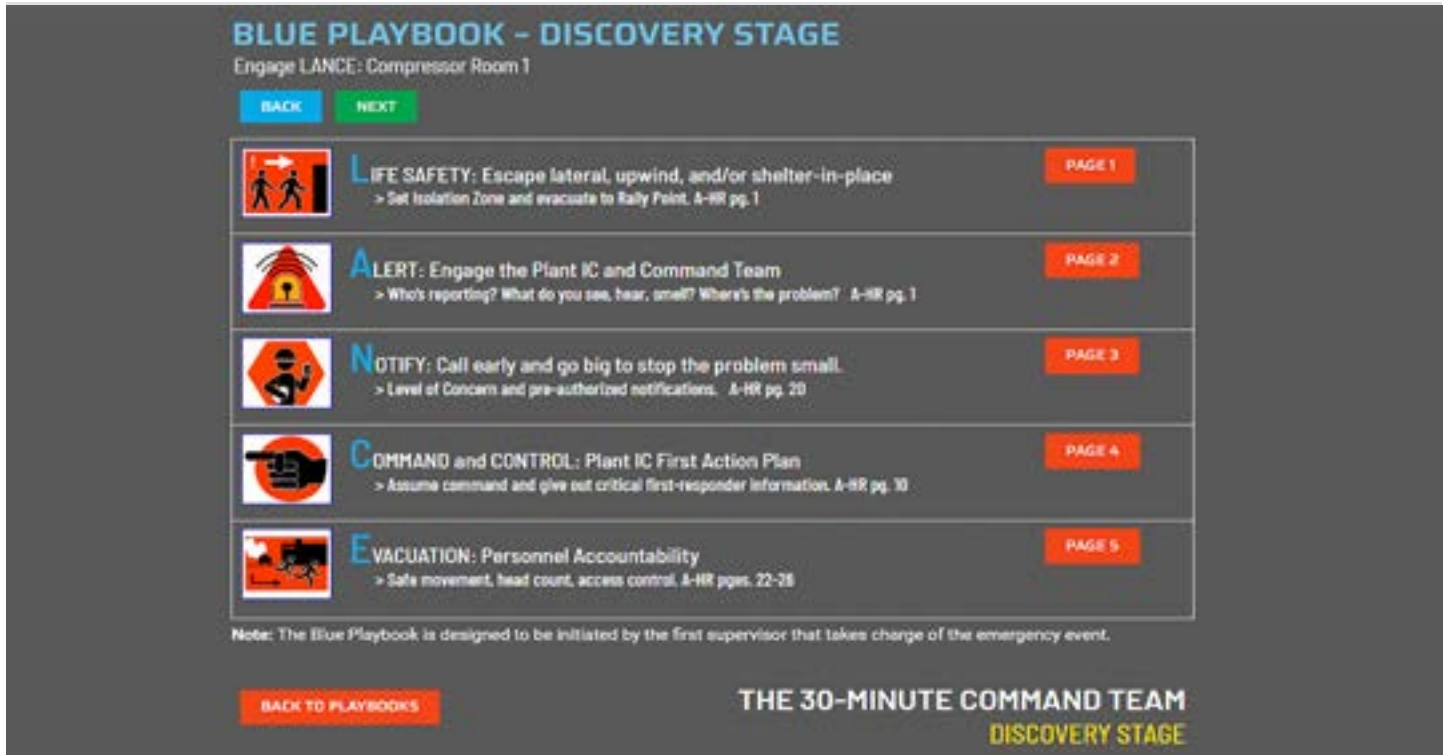 BLUE PLAYBOOK – DISCOVERY STAGE
Engage LANCE: Compressor Room 1
BACK NEXT
LIFE SAFETY: Escape lateral, upwind, and/or shelter-in-place
> Set Isolation Zone and evacuate to Rally Point. A-HR pg. 1
PAGE 1
ALERT: Engage the Plant IC and Command Team
> Who's reporting? What do you see, hear, smell? Where's the problem? A-HR pg. 1
PAGE 2
NOTIFY: Call early and go big to stop the problem small.
> Level of Concern and pre-authorized notifications. A-HR pg. 20
PAGE 3
COMMAND and CONTROL: Plant IC First Action Plan
> Assume command and give out critical first-responder information. A-HR pg. 10
PAGE 4
EVACUATION: Personnel Accountability
> Safe movement, head count, access control. A-HR pges. 22-26
PAGE 5
Note: The Blue Playbook is designed to be initiated by the first supervisor that takes charge of the emergency event.
BACK TO PLAYBOOKS
THE 30-MINUTE COMMAND TEAM
DISCOVERY STAGE